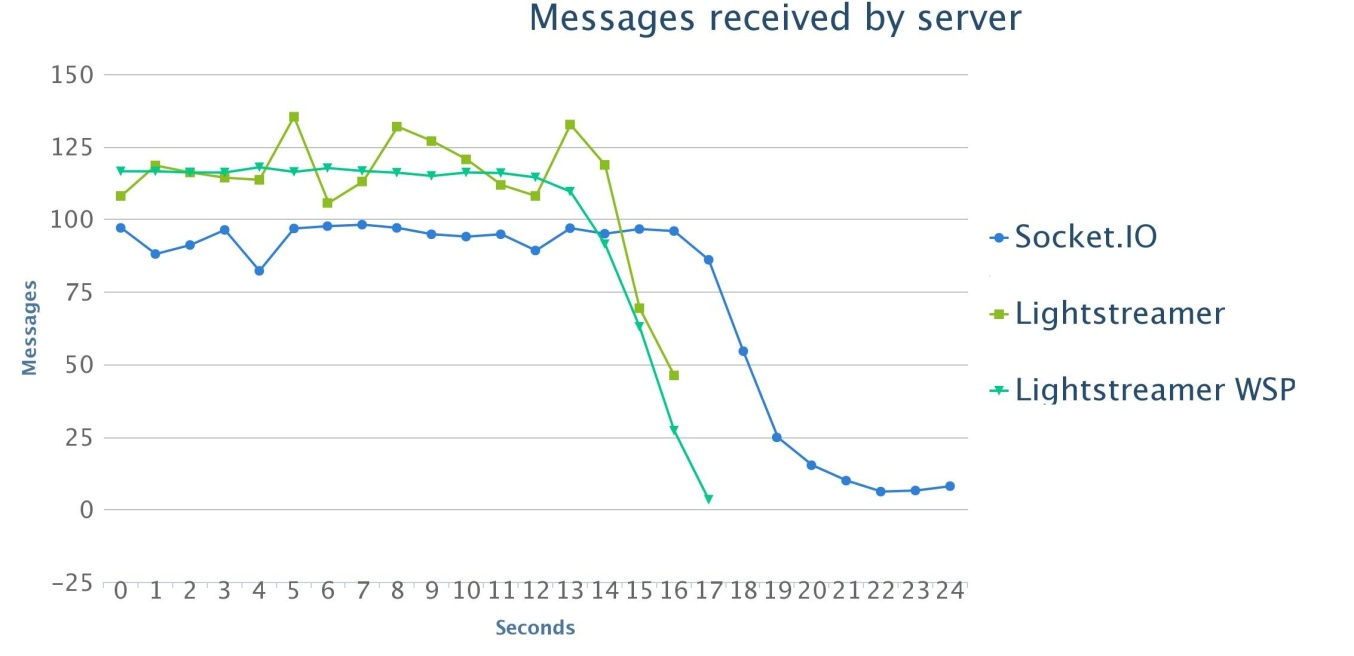 Messages received by server
150
125
100
75
50
25
0
−25
Messages
0 1 2 3 4 5 6 7 8 9 10 11 12 13 14 15 16 17 18 19 20 21 22 23 24
Seconds
Socket.IO
Lightstreamer
Lightstreamer WSP